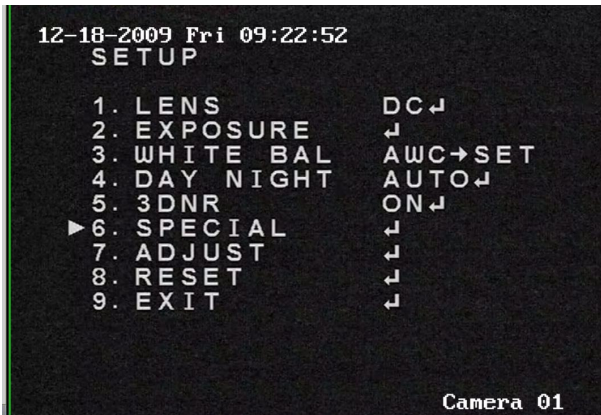 12-18-2009 Fri 09:22:52
SETUP
1. LENS DC↲
2. EXPOSURE ↲
3. WHITE BAL AWC→SET
4. DAY NIGHT AUTO↲
5. 3DNR ON↲
▶6. SPECIAL ↲
7. ADJUST ↲
8. RESET ↲
9. EXIT ↲
Camera 01